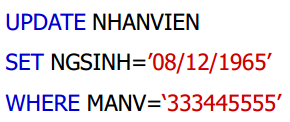 UPDATE NHANVIEN
SET NGSINH=’08/12/1965’
WHERE MANV=‘333445555’